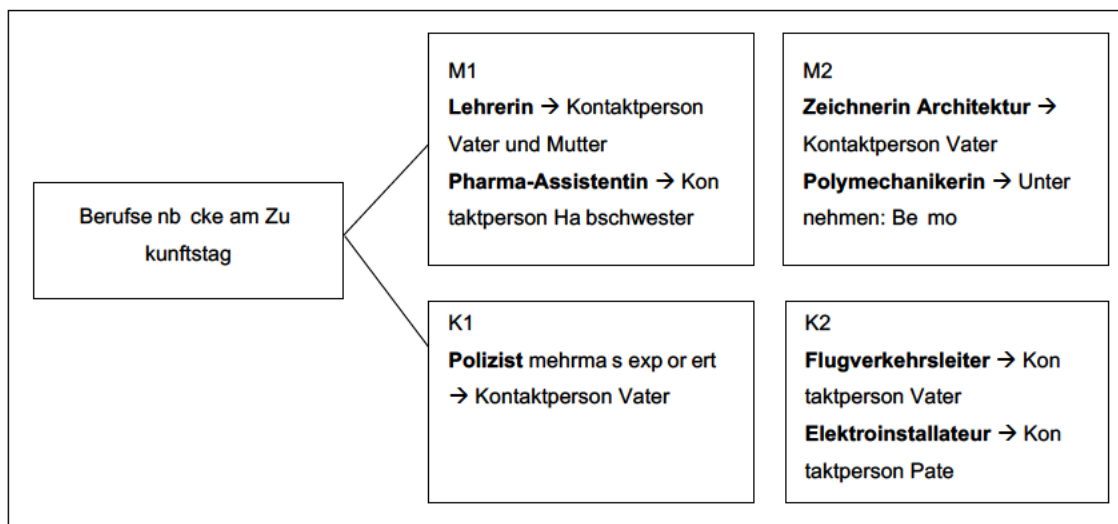 Berufse nb cke am Zu
kunftstag
M1
Lehrerin → Kontaktperson
Vater und Mutter
Pharma-Assistentin → Kon
taktperson Ha bschwester
M2
Zeichnerin Architektur →
Kontaktperson Vater
Polymechanikerin → Unter
nehmen: Be mo
K1
Polizist mehrma s exp or ert
→ Kontaktperson Vater
K2
Flugverkehrsleiter → Kon
taktperson Vater
Elektroinstallateur → Kon
taktperson Pate